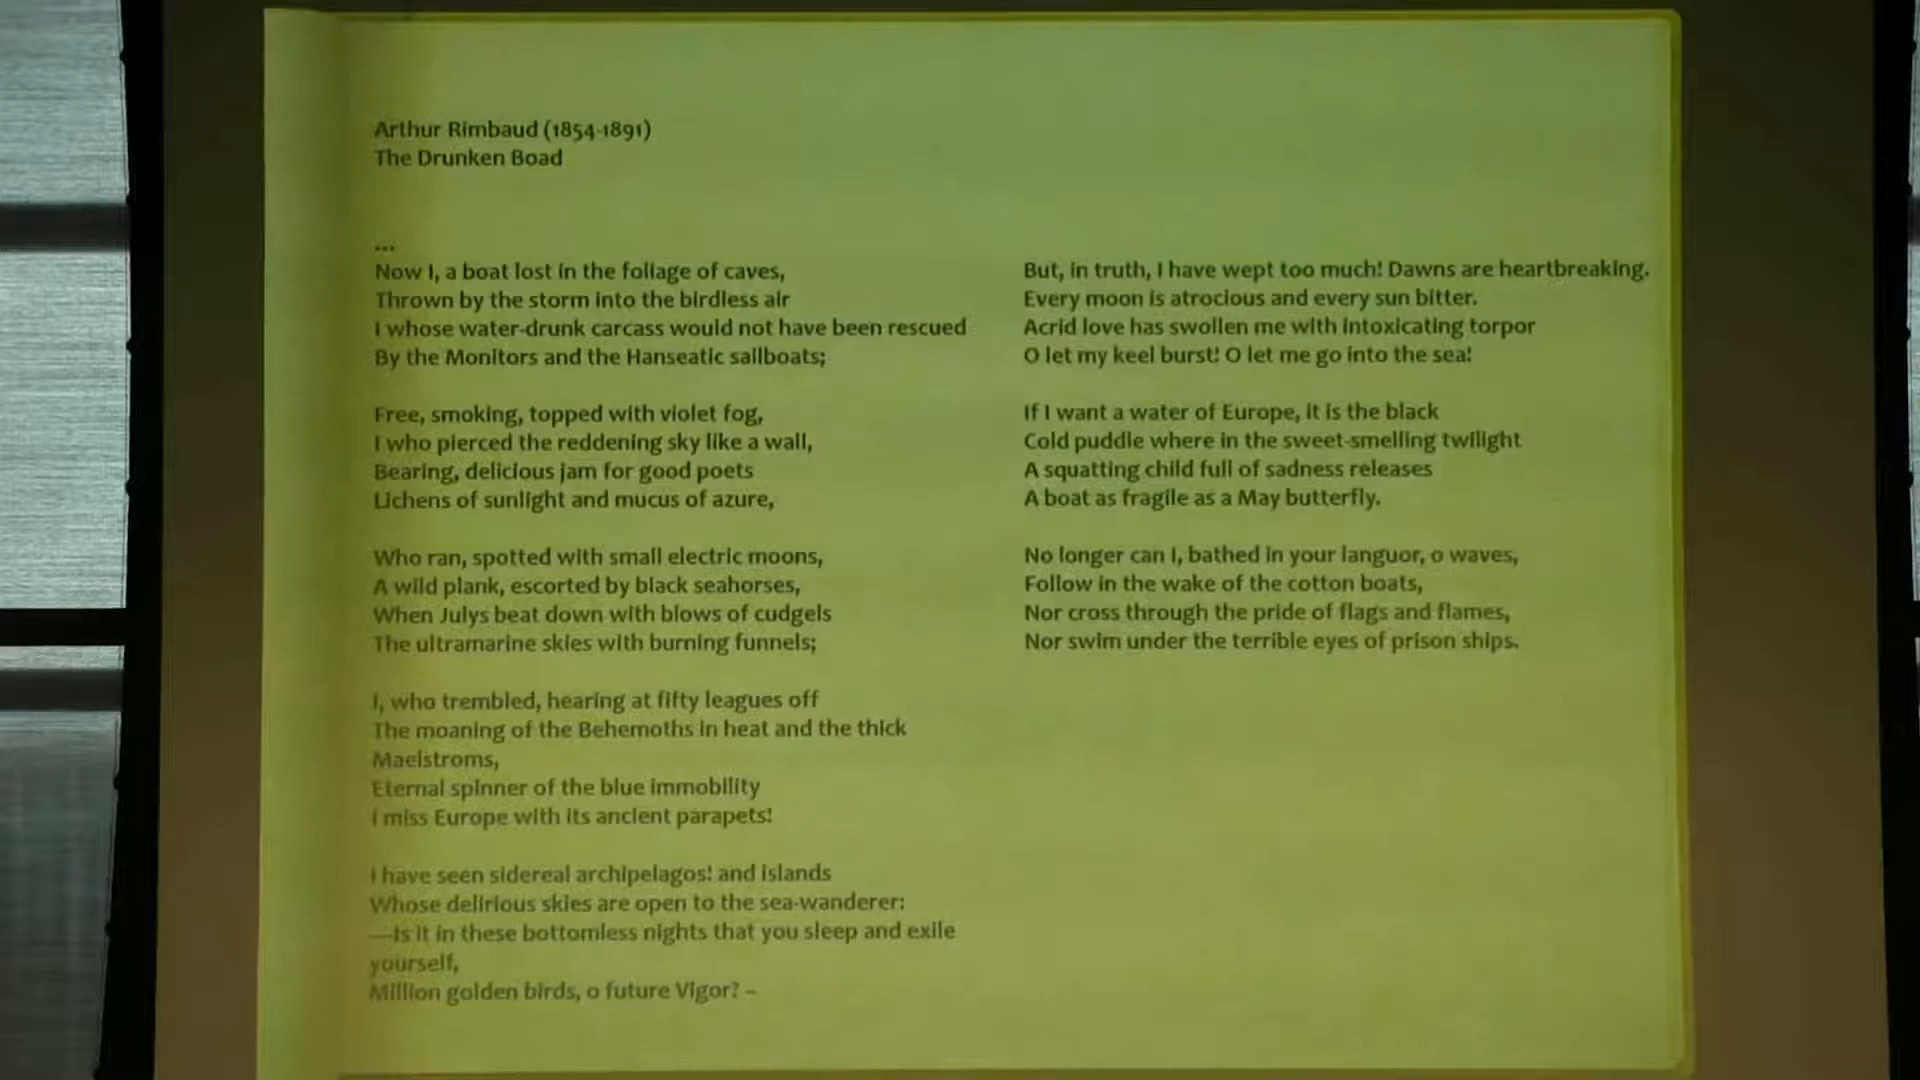 Arthur Rimbaud (1854-1891)
The Drunken Boad
...
Now I, a boat lost in the foliage of caves,
Thrown by the storm into the birdless air
I whose water-drunk carcass would not have been rescued
By the Monitors and the Hanseatic sailboats;
Free, smoking, topped with violet fog,
I who pierced the reddening sky like a wall,
Bearing, delicious jam for good poets
Lichens of sunlight and mucus of azure,
Who ran, spotted with small electric moons,
A wild plank, escorted by black seahorses,
When Julys beat down with blows of cudgels
The ultramarine skies with burning funnels;
I, who trembled, hearing at fifty leagues off
The moaning of the Behemoths in heat and the thick
Maelstroms,
Eternal spinner of the blue immobility
I miss Europe with its ancient parapets!
I have seen sidereal archipelagos! and islands
Whose delirious skies are open to the sea-wanderer:
—Is it in these bottomless nights that you sleep and exile
yourself,
Million golden birds, o future Vigor? –
But, in truth, I have wept too much! Dawns are heartbreaking.
Every moon is atrocious and every sun bitter.
Acrid love has swollen me with intoxicating torpor
O let my keel burst! O let me go into the sea!
If I want a water of Europe, it is the black
Cold puddle where in the sweet-smelling twilight
A squatting child full of sadness releases
A boat as fragile as a May butterfly.
No longer can I, bathed in your languor, o waves,
Follow in the wake of the cotton boats,
Nor cross through the pride of flags and flames,
Nor swim under the terrible eyes of prison ships.